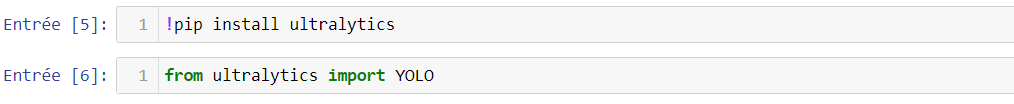 Entrée [5]: 1 !pip install ultralytics
Entrée [6]: 1 from ultralytics import YOLO